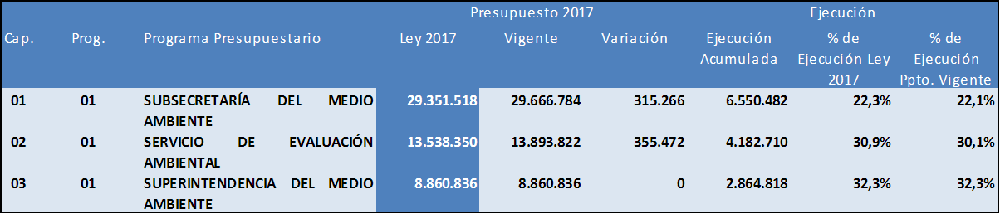 Presupuesto 2017 Ejecución
Cap. Prog. Programa Presupuestario Ley 2017 Vigente Variación Ejecución % de % de
Acumulada Ejecución Ley Ejecución
2017 Ppto. Vigente
01 01 SUBSECRETARÍA DEL MEDIO 29.351.518 29.666.784 315.266 6.550.482 22,3% 22,1%
AMBIENTE
02 01 SERVICIO DE EVALUACIÓN 13.538.350 13.893.822 355.472 4.182.710 30,9% 30,1%
AMBIENTAL
03 01 SUPERINTENDENCIA DEL MEDIO 8.860.836 8.860.836 0 2.864.818 32,3% 32,3%
AMBIENTE